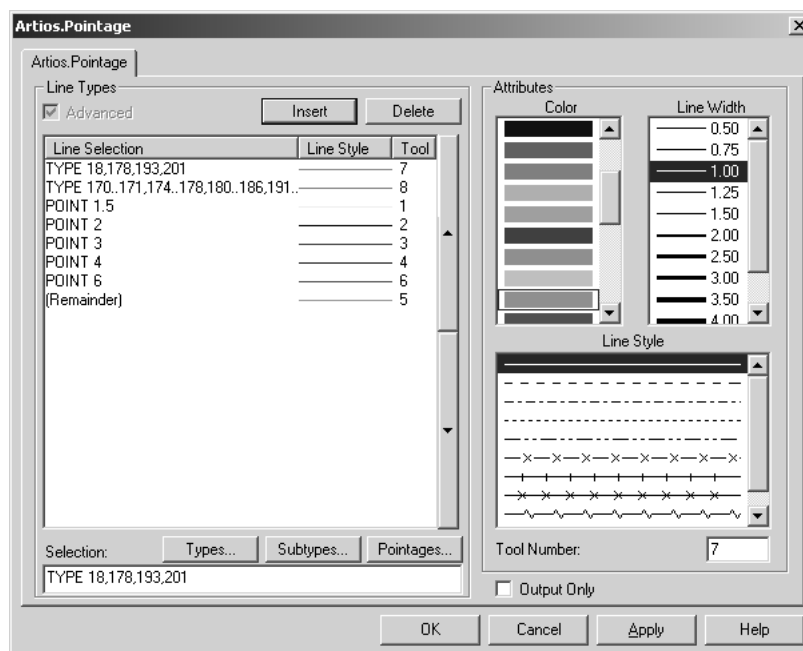 Artios.Pointage
Artios.Pointage
Line Types
Advanced
Insert
Delete
Line Selection Line Style Tool
TYPE 18,178,193,201 7
TYPE 170..171,174..178,180..186,191.. 8
POINT 1.5 1
POINT 2 2
POINT 3 3
POINT 4 4
POINT 6 6
(Remainder) 5
Selection:
Types...
Subtypes...
Pointages...
TYPE 18,178,193,201
Attributes
Color
Line Width
0.50
0.75
1.00
1.25
1.50
2.00
2.50
3.00
3.50
4.00
Line Style
Tool Number: 7
Output Only
OK
Cancel
Apply
Help